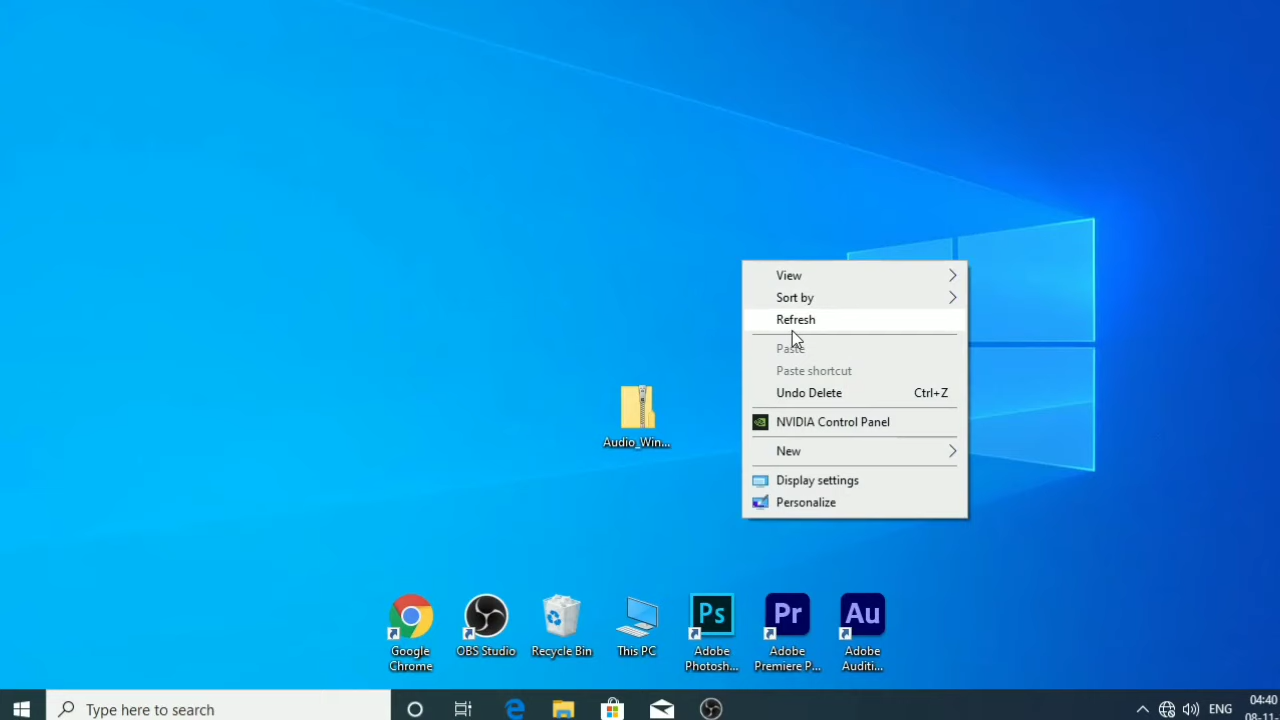 View
Sort by
Refresh
Paste
Paste shortcut
Undo Delete Ctrl+Z
NVIDIA Control Panel
New
Display settings
Personalize
Audio_Win...
Google
Chrome
OBS Studio
Recycle Bin
This PC
Ps
Adobe
Photosh...
Pr
Adobe
Premiere P...
Au
Adobe
Auditi...
Type here to search
ENG
04:40
08-11-